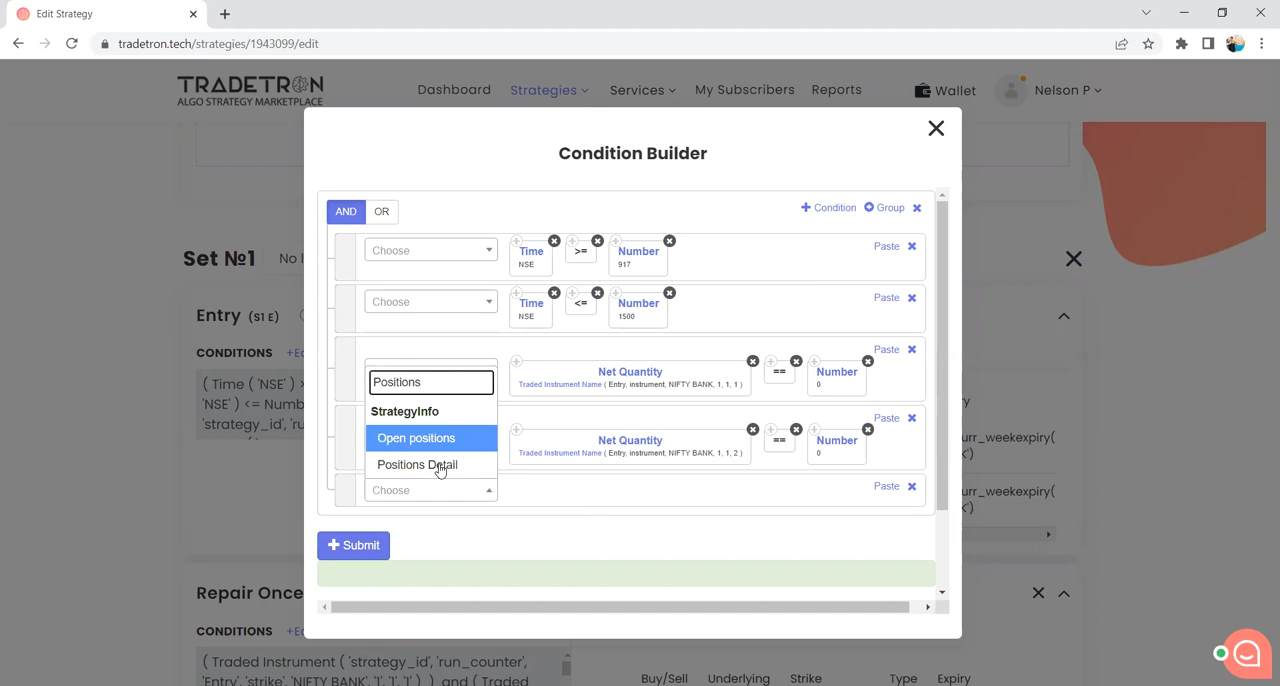 Edit Strategy
tradetron.tech/strategies/1943099/edit
TRADETRON
ALGO STRATEGY MARKETPLACE
Dashboard Strategies Services My Subscribers Reports Wallet Nelson P
Condition Builder
AND OR
+ Condition Group
Choose Time >= Number Paste
NSE 917
Choose Time <= Number Paste
NSE 1500
Paste
Net Quantity == Number
Traded Instrument Name ( Entry, instrument, NIFTY BANK, 1, 1, 1 ) 0
Positions
StrategyInfo
Open positions
Positions Detail
Paste
Net Quantity == Number
Traded Instrument Name ( Entry, instrument, NIFTY BANK, 1, 1, 2 ) 0
Choose Paste
+ Submit
Set №1 No
Entry (S1 E)
CONDITIONS
( Time ( 'NSE' )
'NSE' ) <= Numb
'strategy_id', 'ru
urr_weekexpiry(
urr_weekexpiry(
Repair Once
CONDITIONS
( Traded Instrument ( 'strategy_id', 'run_counter',
'Entry', 'strike', 'NIFTY BANK', '1', '1', '1' ) ) and ( Traded
Buy/Sell Underlying Strike Type Expiry